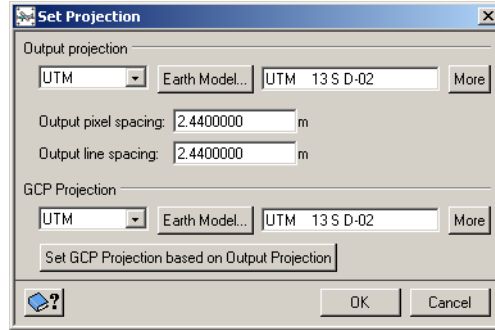 Set Projection
Output projection
UTM Earth Model... UTM 13 S D-02 More
Output pixel spacing: 2.4400000 m
Output line spacing: 2.4400000 m
GCP Projection
UTM Earth Model... UTM 13 S D-02 More
Set GCP Projection based on Output Projection
? OK Cancel